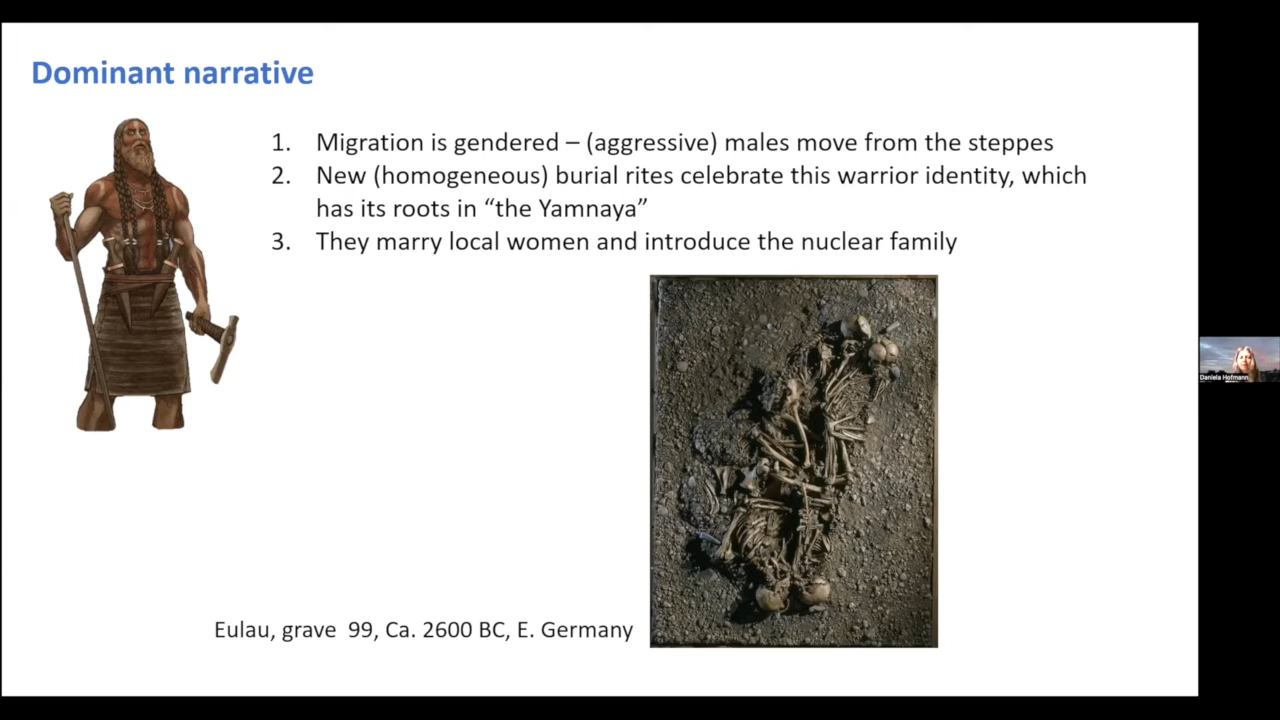 Dominant narrative
1. Migration is gendered – (aggressive) males move from the steppes
2. New (homogeneous) burial rites celebrate this warrior identity, which
has its roots in “the Yamnaya”
3. They marry local women and introduce the nuclear family
Daniela Hofmann
Eulau, grave  99, Ca. 2600 BC, E. Germany